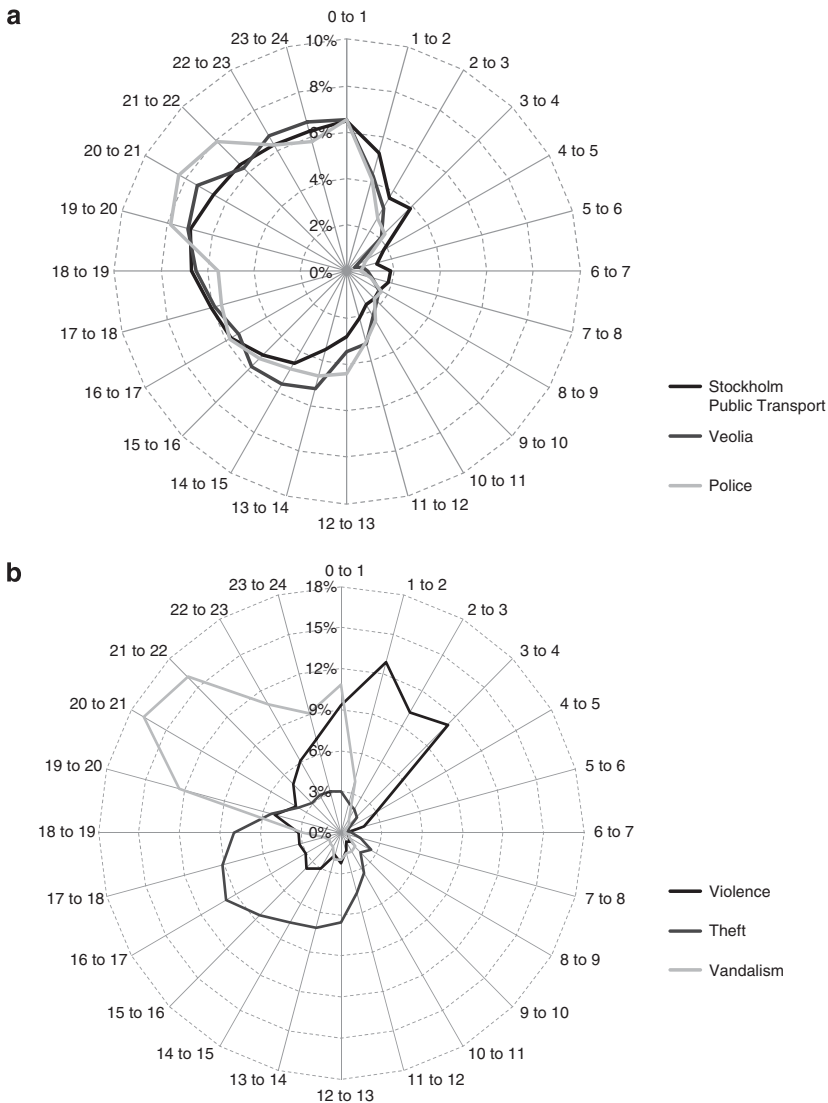 a
0 to 1
23 to 24
1 to 2
10%
22 to 23
2 to 3
8%
21 to 22
3 to 4
6%
20 to 21
4 to 5
4%
19 to 20
5 to 6
2%
18 to 19
0%
6 to 7
17 to 18
7 to 8
16 to 17
8 to 9
15 to 16
9 to 10
14 to 15
10 to 11
13 to 14
11 to 12
12 to 13
Stockholm
Public Transport
Veolia
Police
b
0 to 1
23 to 24
18%
1 to 2
22 to 23
2 to 3
15%
21 to 22
3 to 4
12%
20 to 21
4 to 5
9%
19 to 20
6%
5 to 6
3%
18 to 19
0%
6 to 7
17 to 18
7 to 8
16 to 17
8 to 9
15 to 16
9 to 10
14 to 15
10 to 11
13 to 14
11 to 12
12 to 13
Violence
Theft
Vandalism